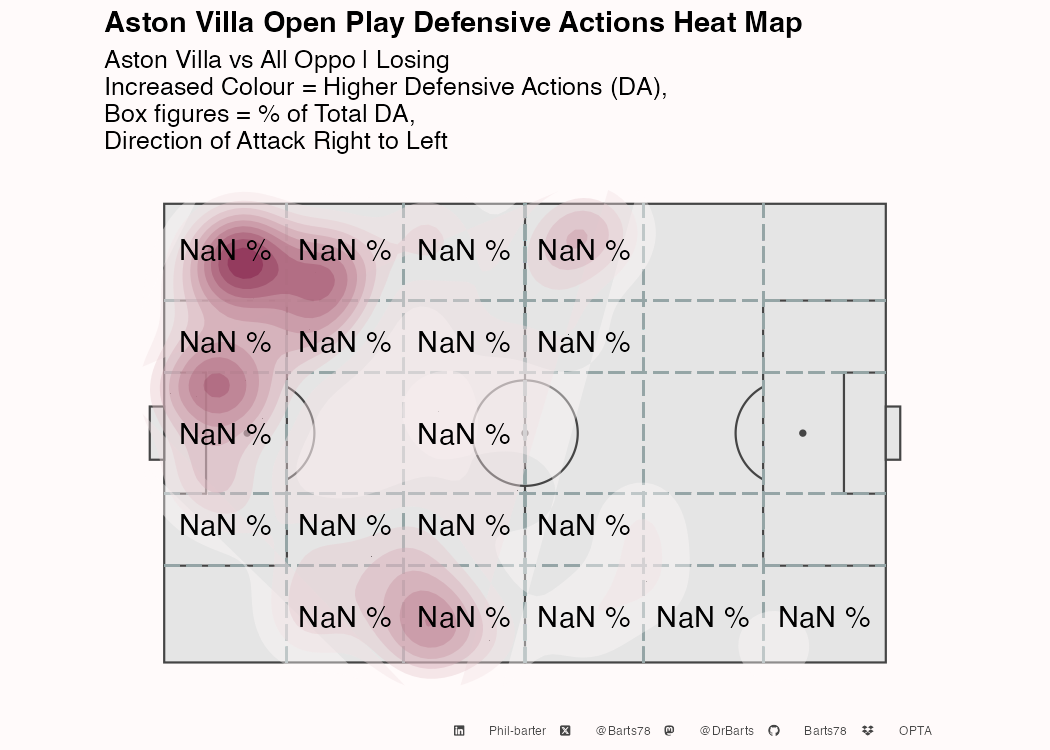 Aston Villa Open Play Defensive Actions Heat Map
Aston Villa vs All Oppo | Losing
Increased Colour = Higher Defensive Actions (DA),
Box figures = % of Total DA,
Direction of Attack Right to Left
NaN % NaN % NaN % NaN %
NaN % NaN % NaN % NaN %
NaN % NaN %
NaN % NaN % NaN % NaN %
NaN % NaN % NaN % NaN % NaN %
Phil-barter @Barts78 @DrBarts Barts78 OPTA